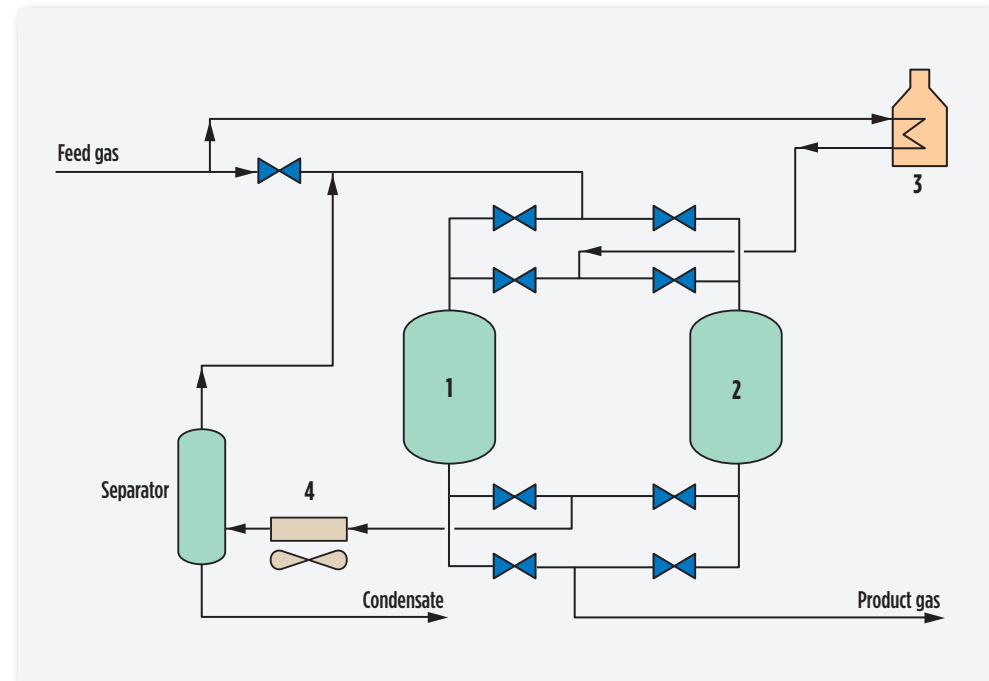 Feed gas
3
1
2
Separator
4
Condensate
Product gas